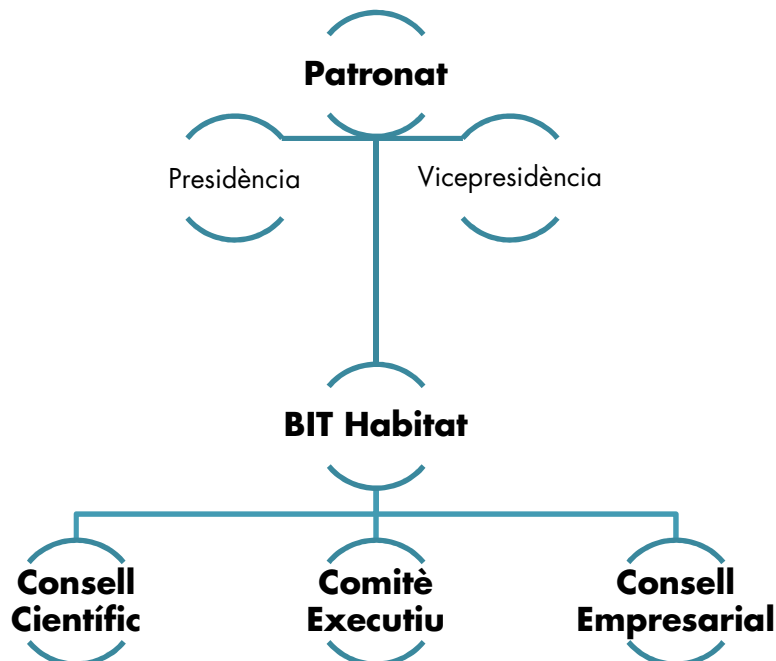 Patronat
Presidència
Vicepresidència
BIT Habitat
Consell
Científic
Comitè
Executiu
Consell
Empresarial